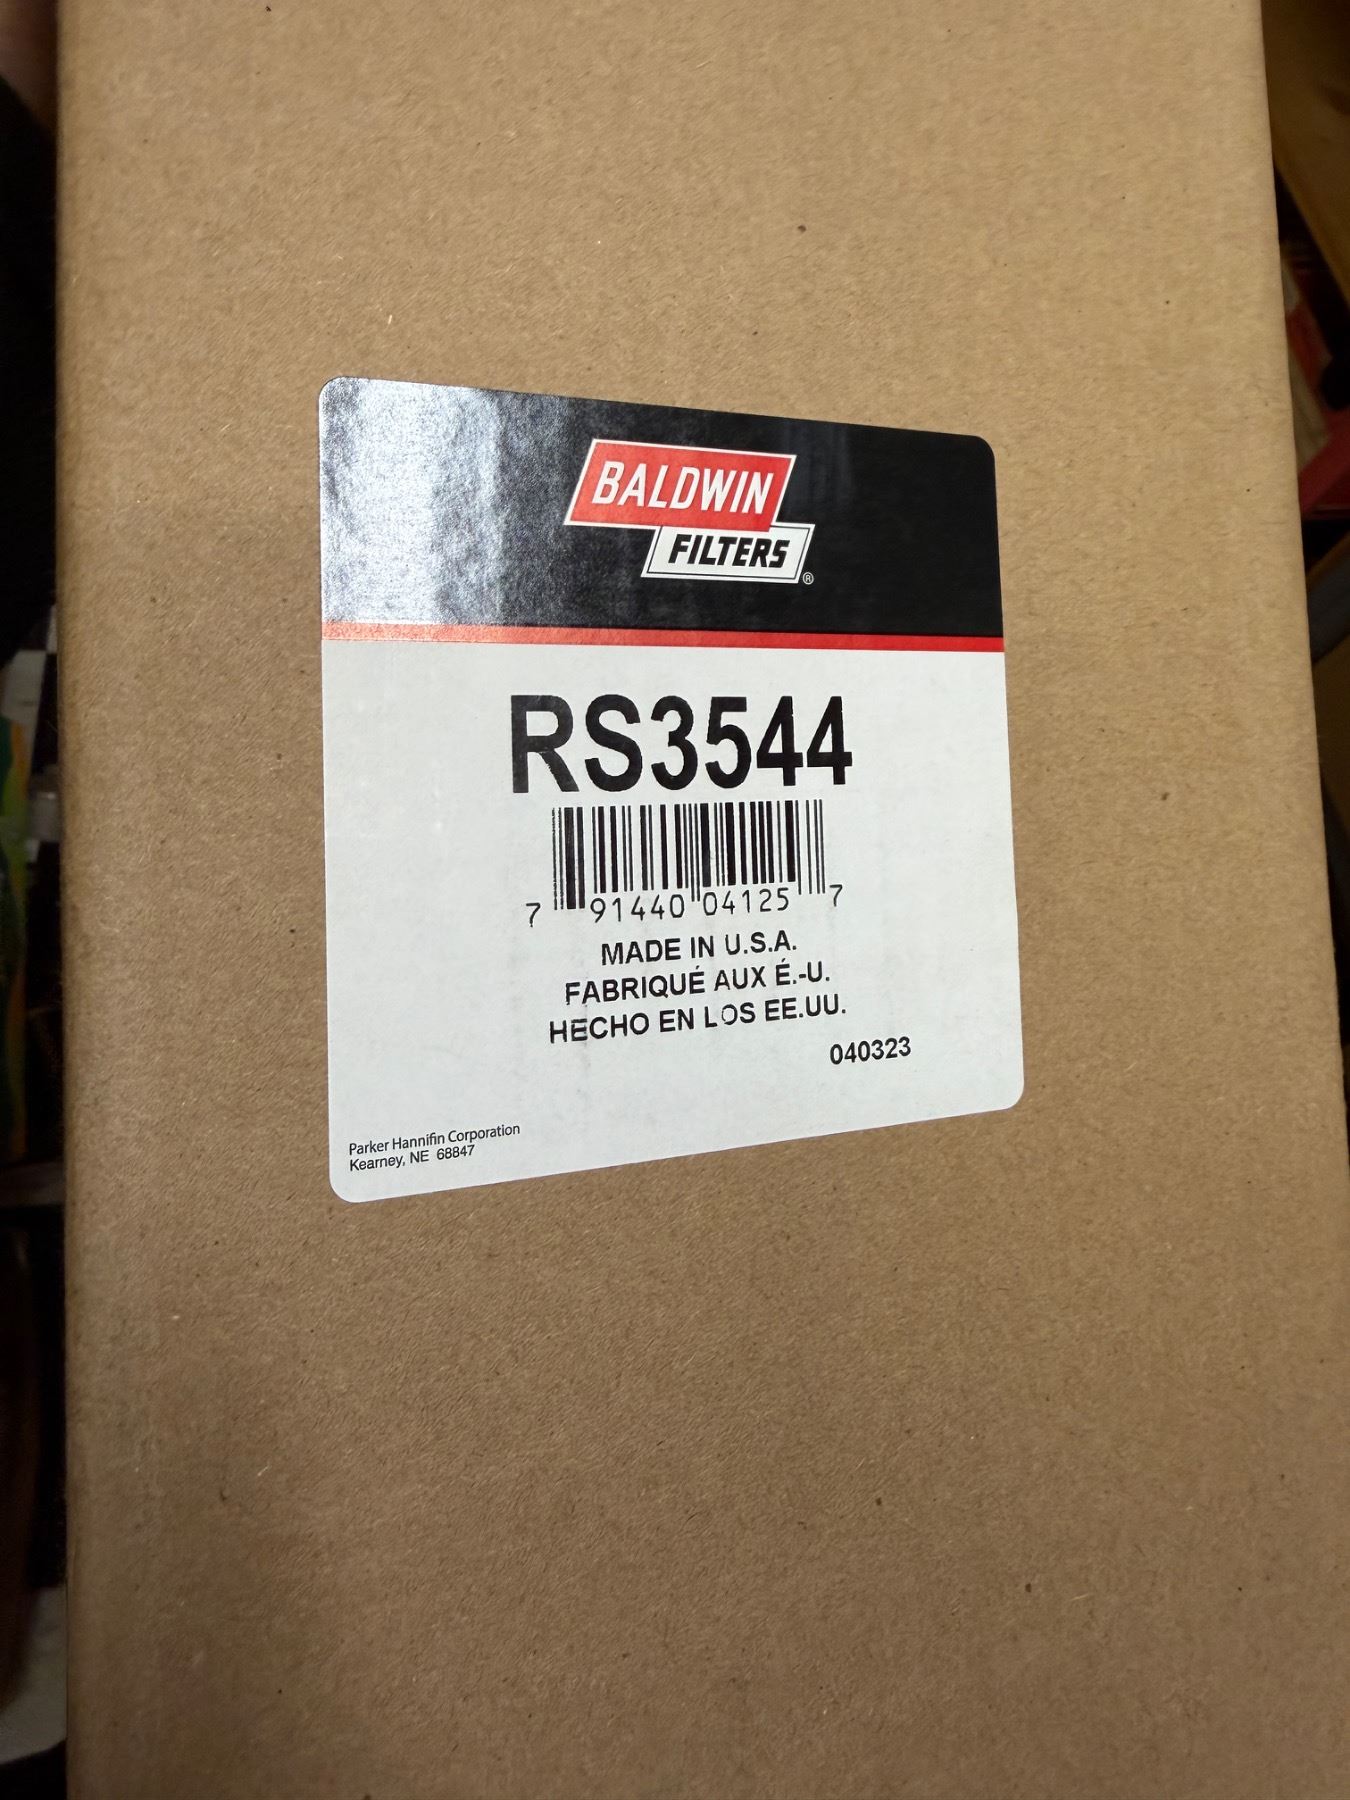 BALDWIN
FILTERS®
RS3544
7 91440 04125 7
MADE IN U.S.A.
FABRIQUÉ AUX É.-U.
HECHO EN LOS EE.UU.
040323
Parker Hannifin Corporation
Kearney, NE 68847